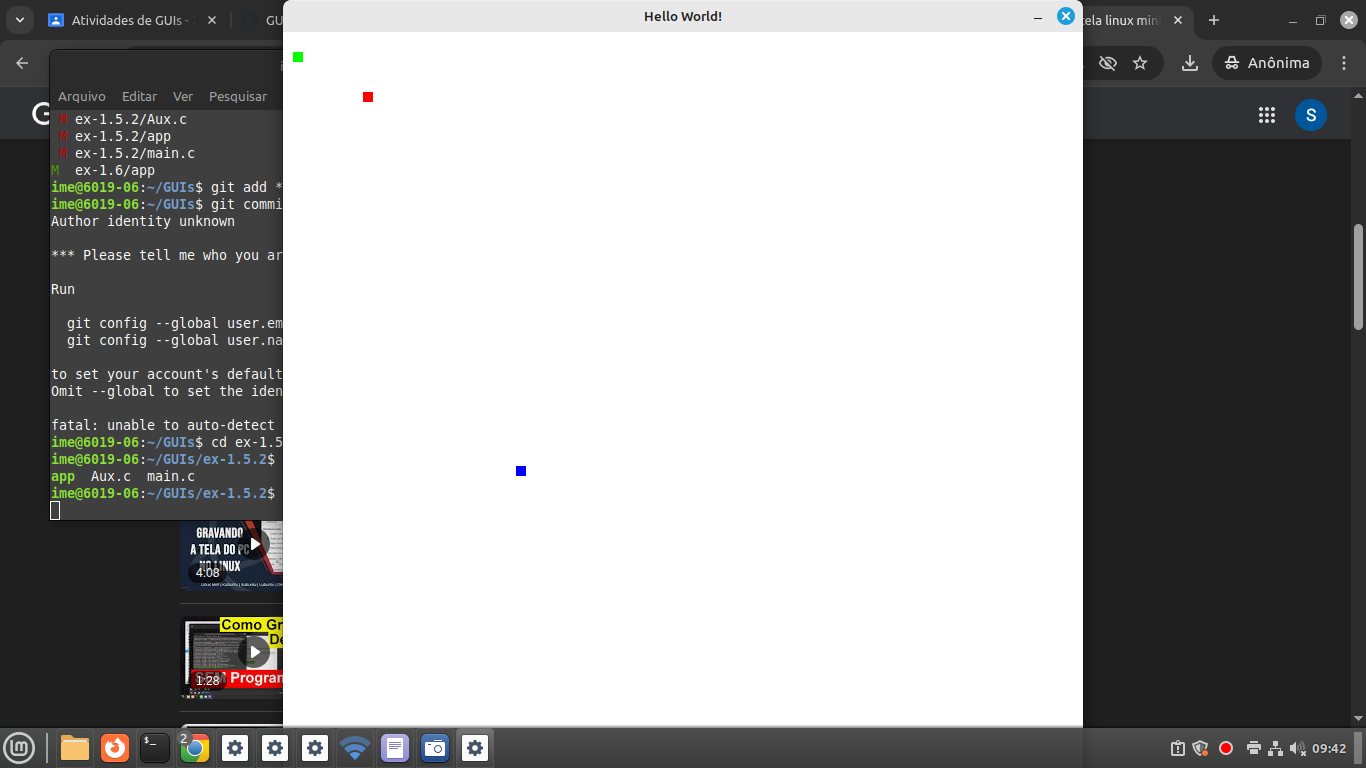 Atividades de GUIs -
GU
Hello World!
tela linux min
Anônima
G
S
Arquivo Editar Ver Pesquisar
M ex-1.5.2/Aux.c
M ex-1.5.2/app
M ex-1.5.2/main.c
M ex-1.6/app
ime@6019-06:~/GUIs$ git add *
ime@6019-06:~/GUIs$ git commi
Author identity unknown
*** Please tell me who you ar
Run
git config --global user.em
git config --global user.na
to set your account's default
Omit --global to set the iden
fatal: unable to auto-detect
ime@6019-06:~/GUIs$ cd ex-1.5
ime@6019-06:~/GUIs/ex-1.5.2$
app Aux.c main.c
ime@6019-06:~/GUIs/ex-1.5.2$
GRAVANDO
A TELA DO PC
NO LINUX
4:08
Como Gr
De
SEM Program
1:28
2
09:42